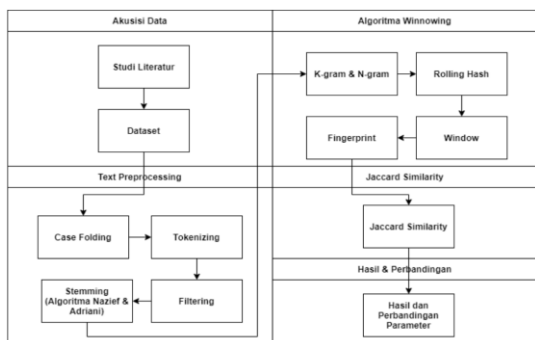 Akusisi Data
Studi Literatur
Dataset
Text Preprocessing
Case Folding
Tokenizing
Filtering
Stemming
(Algoritma Nazief &
Adriani)
Algoritma Winnowing
K-gram & N-gram
Rolling Hash
Window
Fingerprint
Jaccard Similarity
Jaccard Similarity
Hasil & Perbandingan
Hasil dan
Perbandingan
Parameter